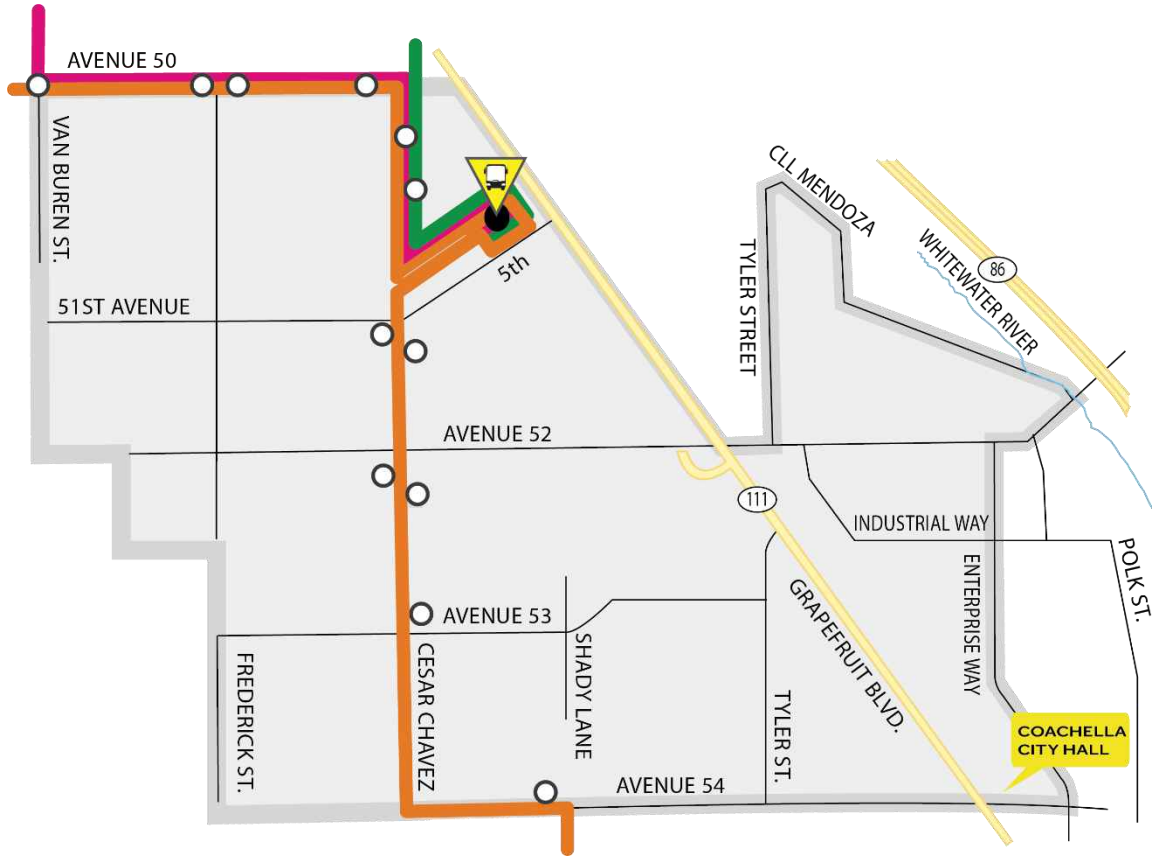 AVENUE 50
VAN BUREN ST.
CLL MENDOZA
WHITEWATER RIVER
86
TYLER STREET
5th
51ST AVENUE
AVENUE 52
111
INDUSTRIAL WAY
POLK ST.
ENTERPRISE WAY
GRAPEFRUIT BLVD.
AVENUE 53
FREDERICK ST.
CESAR CHAVEZ
SHADY LANE
TYLER ST.
COACHELLA
CITY HALL
AVENUE 54